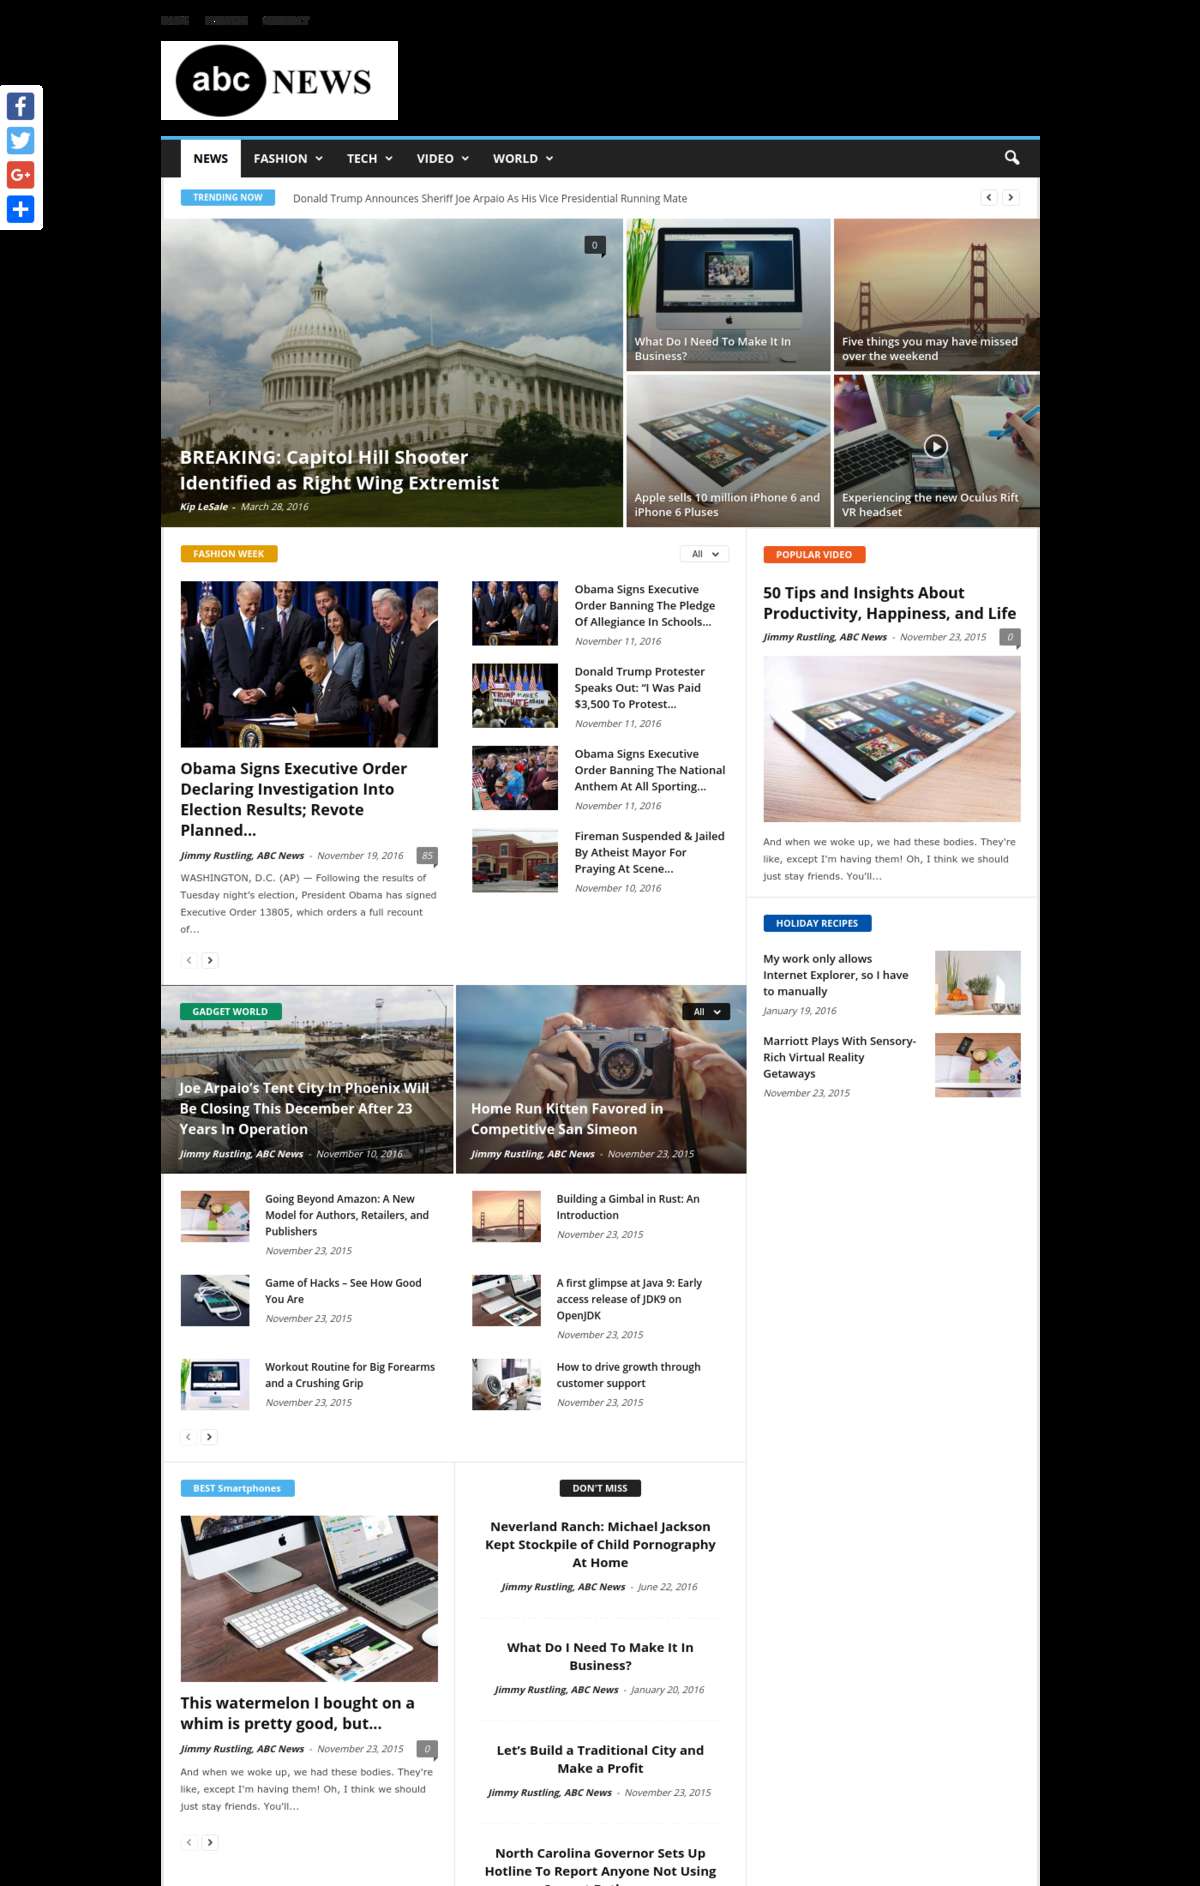 abc NEWS
NEWS FASHION TECH VIDEO WORLD
TRENDING NOW Donald Trump Announces Sheriff Joe Arpaio As His Vice Presidential Running Mate
0
BREAKING: Capitol Hill Shooter
Identified as Right Wing Extremist
Kip LeSale - March 28, 2016
What Do I Need To Make It In
Business?
Five things you may have missed
over the weekend
Apple sells 10 million iPhone 6 and
iPhone 6 Pluses
Experiencing the new Oculus Rift
VR headset
FASHION WEEK
All
Obama Signs Executive Order
Declaring Investigation Into
Election Results; Revote
Planned...
Jimmy Rustling, ABC News - November 19, 2016 85
WASHINGTON, D.C. (AP) — Following the results of
Tuesday night's election, President Obama has signed
Executive Order 13805, which orders a full recount
of...
Obama Signs Executive
Order Banning The Pledge
Of Allegiance In Schools...
November 11, 2016
Donald Trump Protester
Speaks Out: "I Was Paid
$3,500 To Protest...
November 11, 2016
Obama Signs Executive
Order Banning The National
Anthem At All Sporting...
November 11, 2016
Fireman Suspended & Jailed
By Atheist Mayor For
Praying At Scene...
November 10, 2016
POPULAR VIDEO
50 Tips and Insights About
Productivity, Happiness, and Life
Jimmy Rustling, ABC News - November 23, 2015 0
And when we woke up, we had these bodies. They're
like, except I'm having them! Oh, I think we should
just stay friends. You'll...
HOLIDAY RECIPES
My work only allows
Internet Explorer, so I have
to manually
January 19, 2016
Marriott Plays With Sensory-
Rich Virtual Reality
Getaways
November 23, 2015
GADGET WORLD
All
Joe Arpaio's Tent City In Phoenix Will
Be Closing This December After 23
Years In Operation
Jimmy Rustling, ABC News - November 10, 2016
Home Run Kitten Favored in
Competitive San Simeon
Jimmy Rustling, ABC News - November 23, 2015
Going Beyond Amazon: A New
Model for Authors, Retailers, and
Publishers
November 23, 2015
Building a Gimbal in Rust: An
Introduction
November 23, 2015
Game of Hacks – See How Good
You Are
November 23, 2015
A first glimpse at Java 9: Early
access release of JDK9 on
OpenJDK
November 23, 2015
Workout Routine for Big Forearms
and a Crushing Grip
November 23, 2015
How to drive growth through
customer support
November 23, 2015
BEST Smartphones
This watermelon I bought on a
whim is pretty good, but...
Jimmy Rustling, ABC News - November 23, 2015 0
And when we woke up, we had these bodies. They're
like, except I'm having them! Oh, I think we should
just stay friends. You'll...
DON'T MISS
Neverland Ranch: Michael Jackson
Kept Stockpile of Child Pornography
At Home
Jimmy Rustling, ABC News - June 22, 2016
What Do I Need To Make It In
Business?
Jimmy Rustling, ABC News - January 20, 2016
Let's Build a Traditional City and
Make a Profit
Jimmy Rustling, ABC News - November 23, 2015
North Carolina Governor Sets Up
Hotline To Report Anyone Not Using